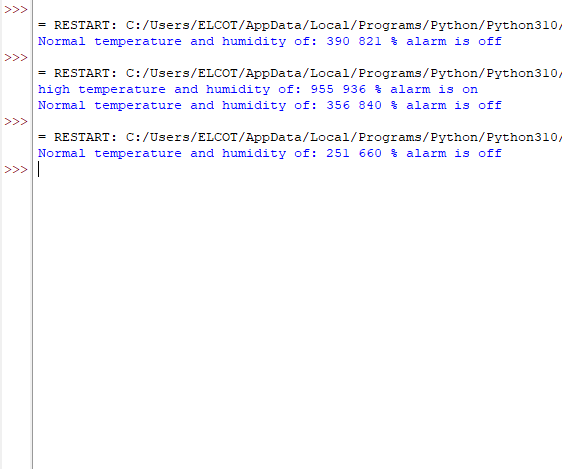 >>>
= RESTART: C:/Users/ELCOT/AppData/Local/Programs/Python/Python310/
Normal temperature and humidity of: 390 821 % alarm is off
>>>
= RESTART: C:/Users/ELCOT/AppData/Local/Programs/Python/Python310/
high temperature and humidity of: 955 936 % alarm is on
Normal temperature and humidity of: 356 840 % alarm is off
>>>
= RESTART: C:/Users/ELCOT/AppData/Local/Programs/Python/Python310/
Normal temperature and humidity of: 251 660 % alarm is off
>>>